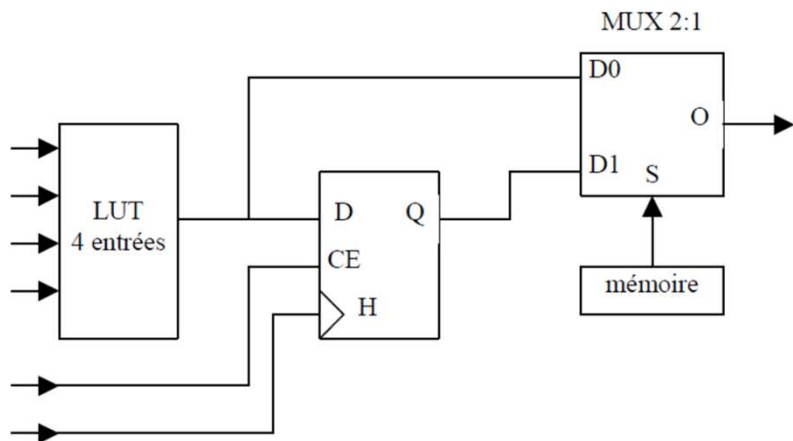 MUX 2:1
D0
O
D1
S
LUT
4 entrées
D
Q
CE
H
mémoire